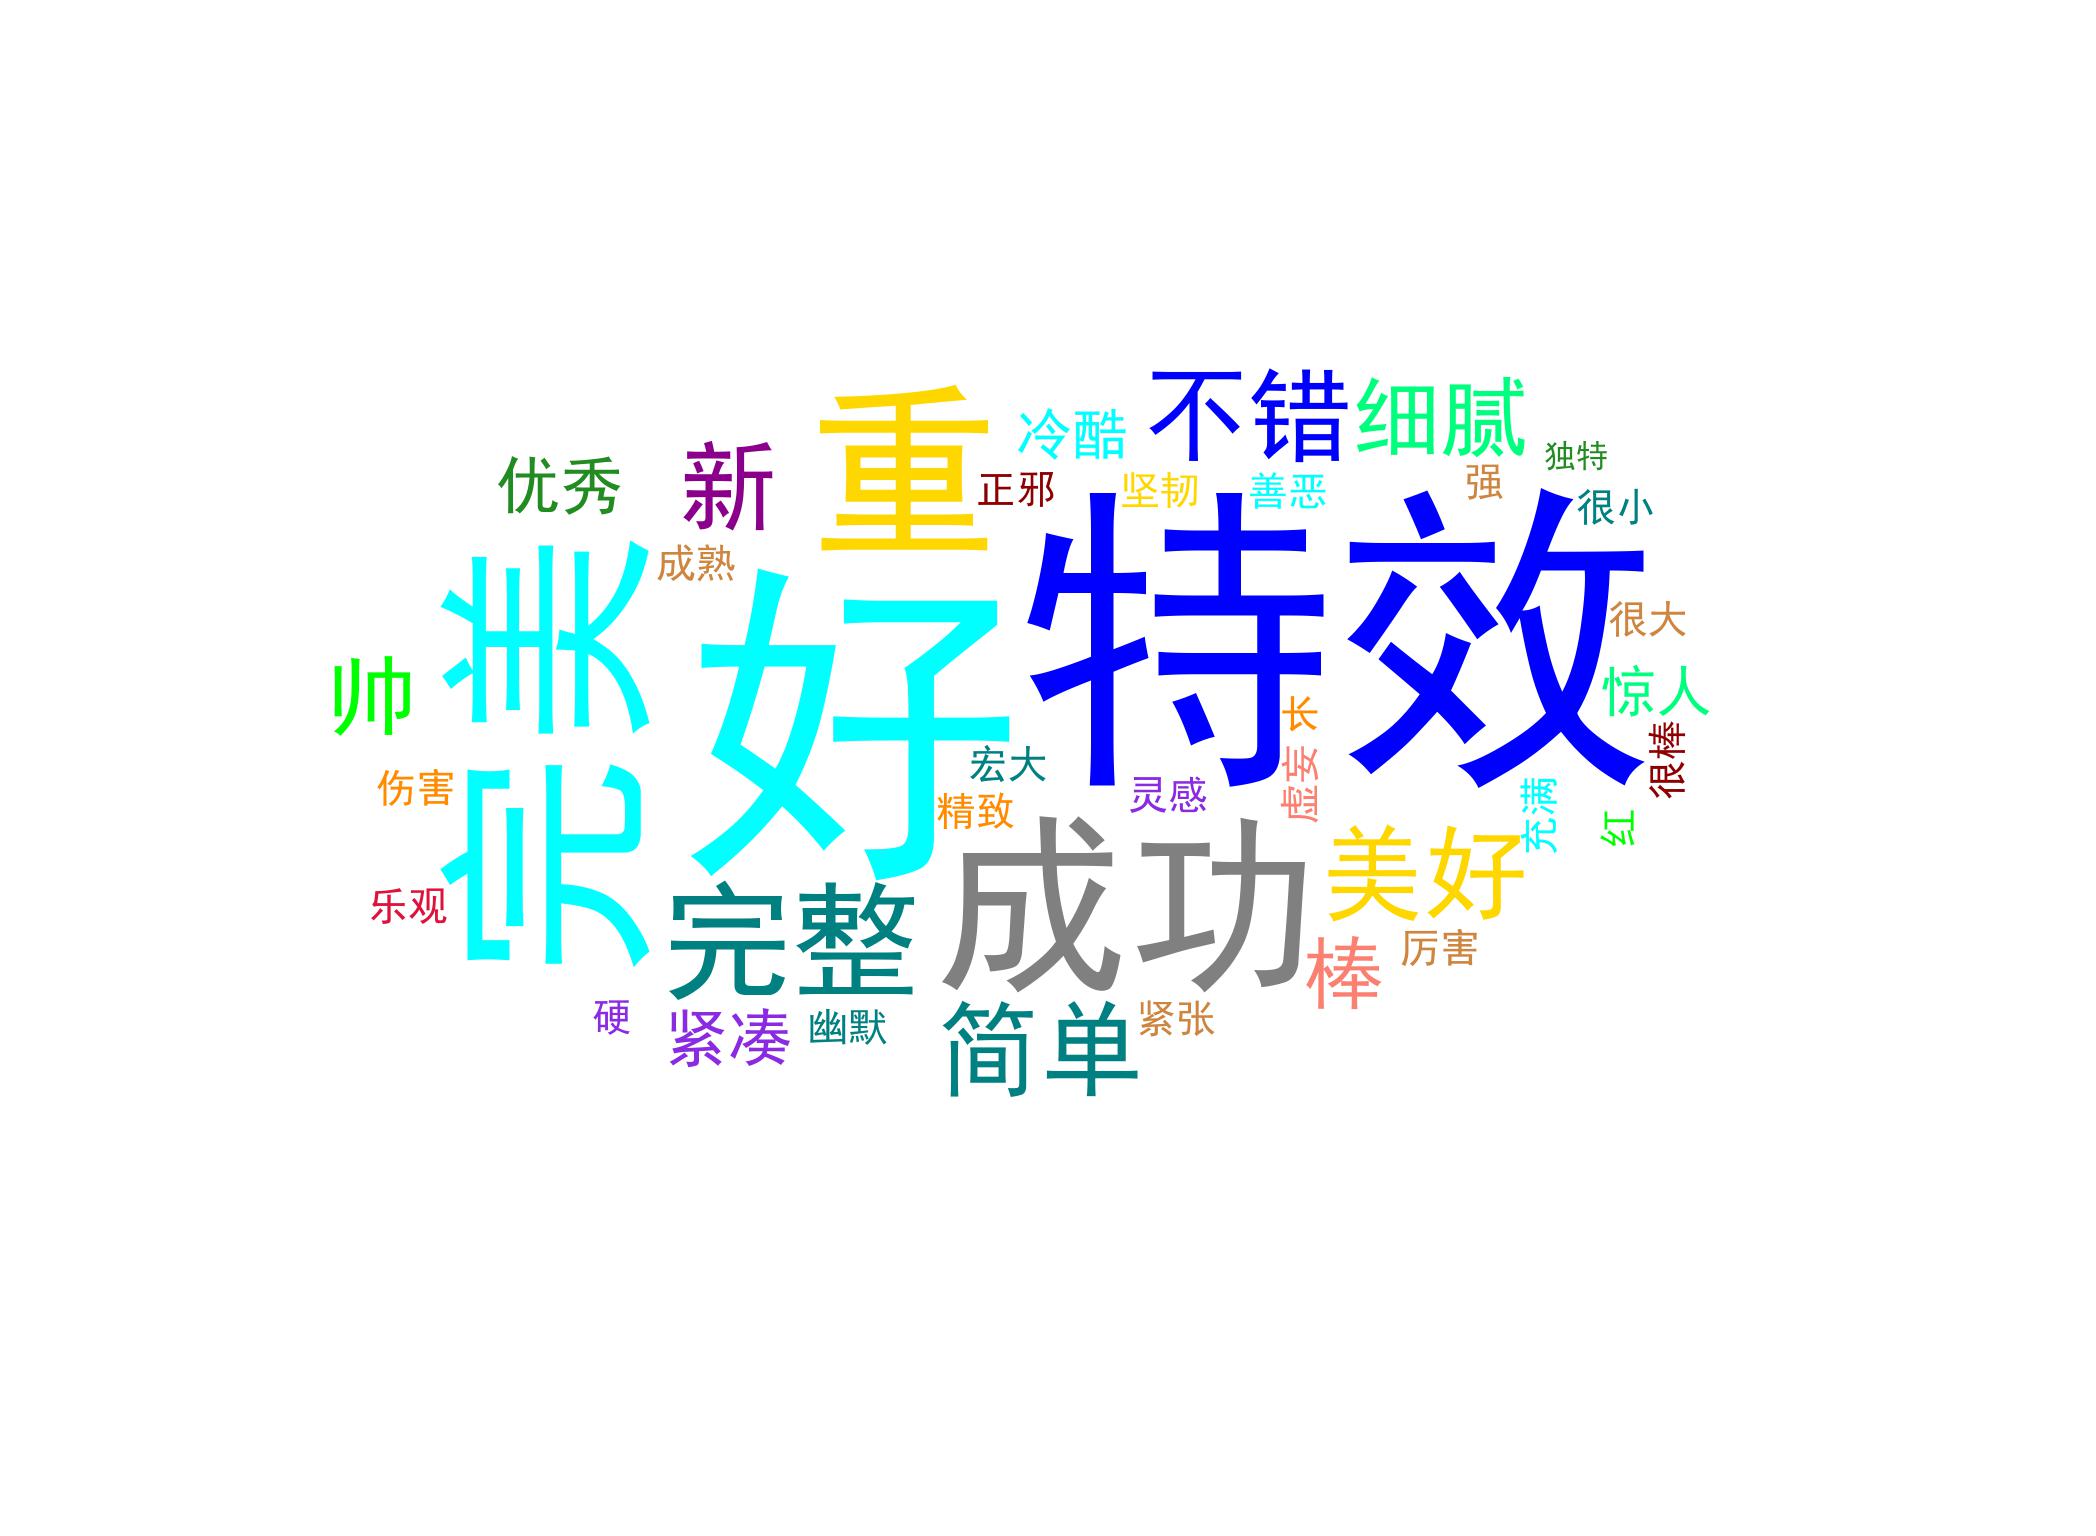 不错
细腻
重
冷酷
新
优秀
独特
强
正邪
坚韧
善恶
很小
特效
成熟
完美
好
很大
帅
惊人
长
很棒
宏大
虚妄
伤害
精致
灵感
充满
红
成功
美好
乐观
完整
厉害
棒
硬
紧凑
幽默
简单
紧张